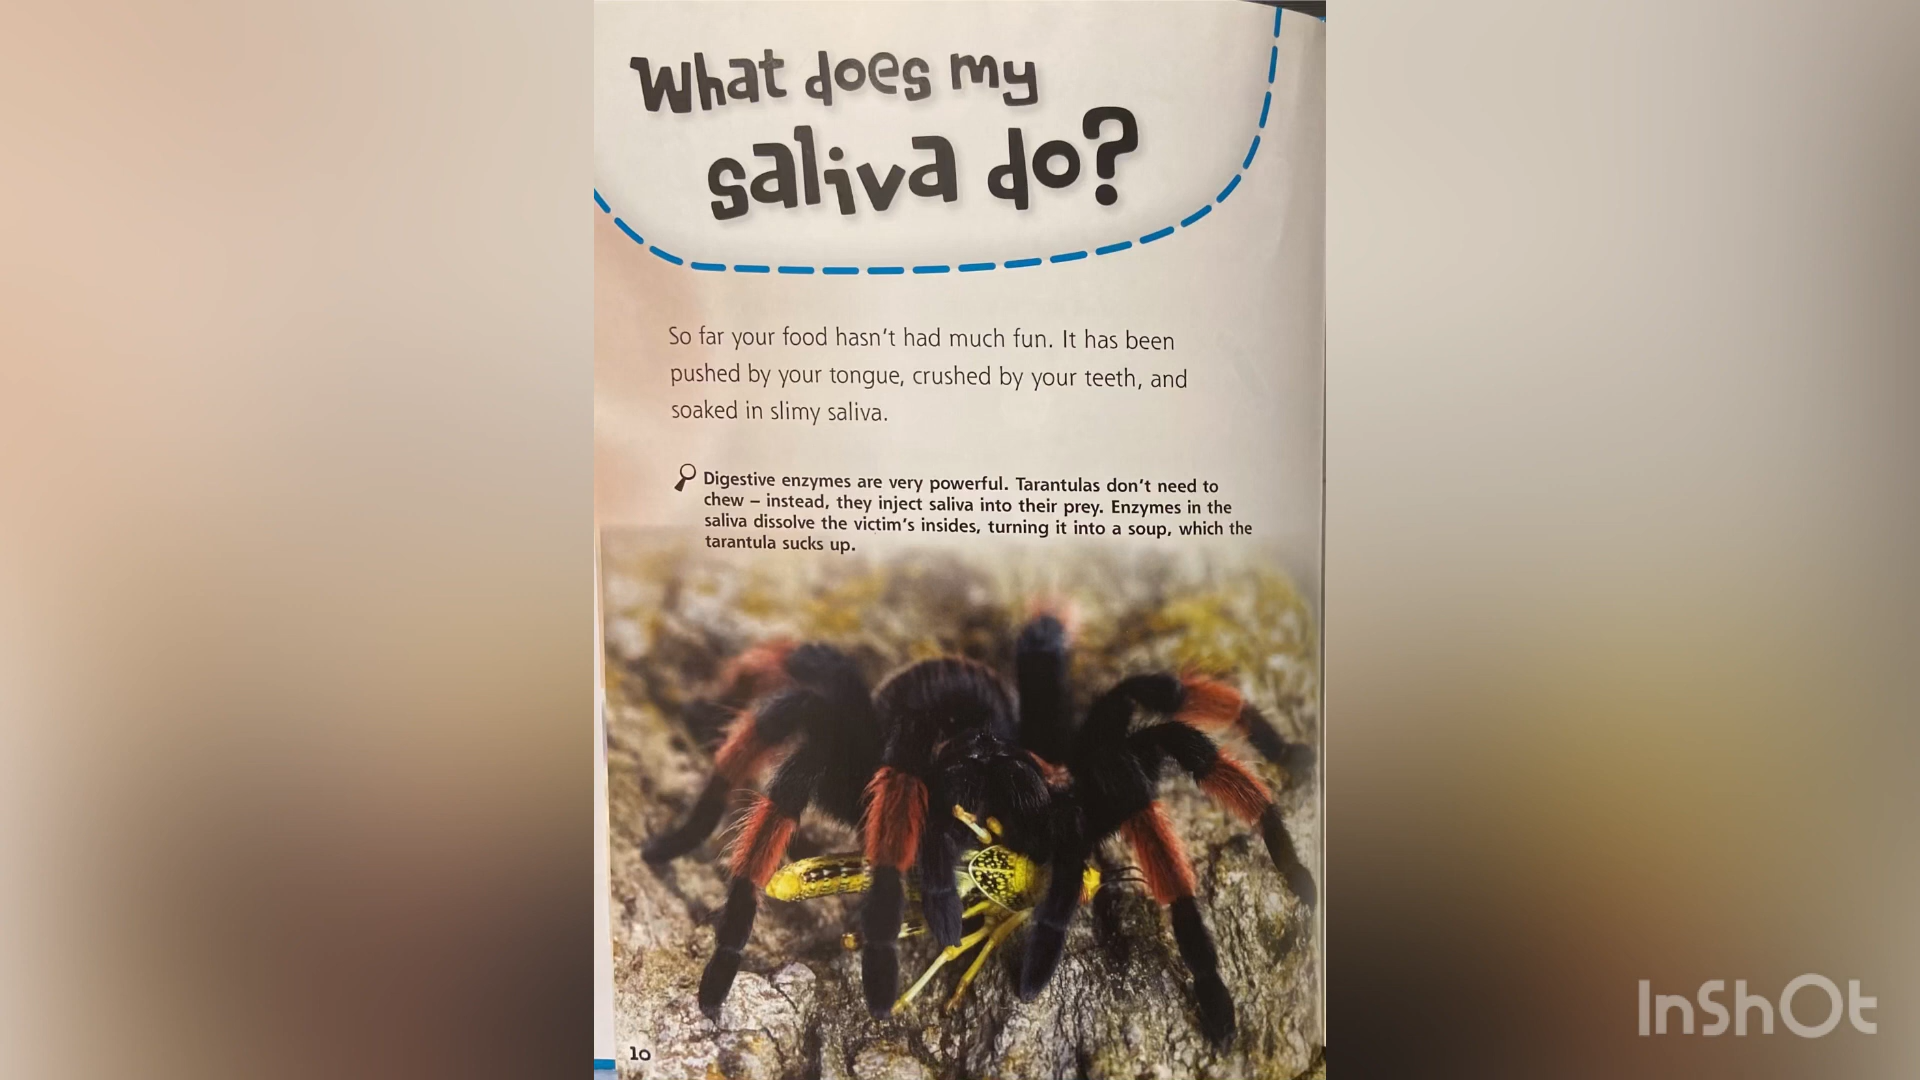 What does my
saliva do?
So far your food hasn't had much fun. It has been
pushed by your tongue, crushed by your teeth, and
soaked in slimy saliva.
Digestive enzymes are very powerful. Tarantulas don't need to
chew – instead, they inject saliva into their prey. Enzymes in the
saliva dissolve the victim's insides, turning it into a soup, which the
tarantula sucks up.
10
InShOt